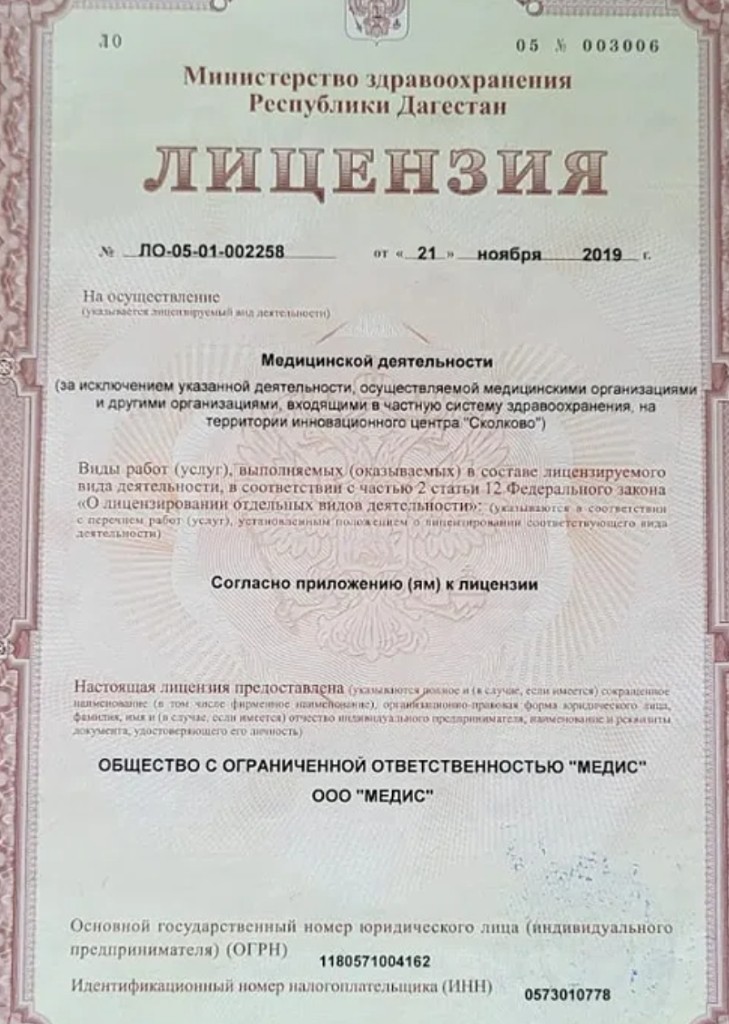 ЛО
05 № 003006
Министерство здравоохранения
Республики Дагестан
ЛИЦЕНЗИЯ
№ ЛО-05-01-002258 от « 21 » ноября 2019 г.
На осуществление
(указывается лицензируемый вид деятельности)
Медицинской деятельности
(за исключением указанной деятельности, осуществляемой медицинскими организациями
и другими организациями, входящими в частную систему здравоохранения, на
территории инновационного центра "Сколково")
Виды работ (услуг), выполняемых (оказываемых) в составе лицензируемого
вида деятельности, в соответствии с частью 2 статьи 12 Федерального закона
«О лицензировании отдельных видов деятельности»: (указываются в соответствии
с перечнем работ (услуг), установленным положением о лицензировании соответствующего вида
деятельности)
Согласно приложению (ям) к лицензии
Настоящая лицензия предоставлена (указываются полное и (в случае, если имеется) сокращенное
наименование (в том числе фирменное наименование), организационно-правовая форма юридического лица,
фамилия, имя и (в случае, если имеется) отчество индивидуального предпринимателя, наименование и реквизиты
документа, удостоверяющего его личность)
ОБЩЕСТВО С ОГРАНИЧЕННОЙ ОТВЕТСТВЕННОСТЬЮ "МЕДИС"
ООО "МЕДИС"
Основной государственный номер юридического лица (индивидуального
предпринимателя) (ОГРН) 1180571004162
Идентификационный номер налогоплательщика (ИНН) 0573010778